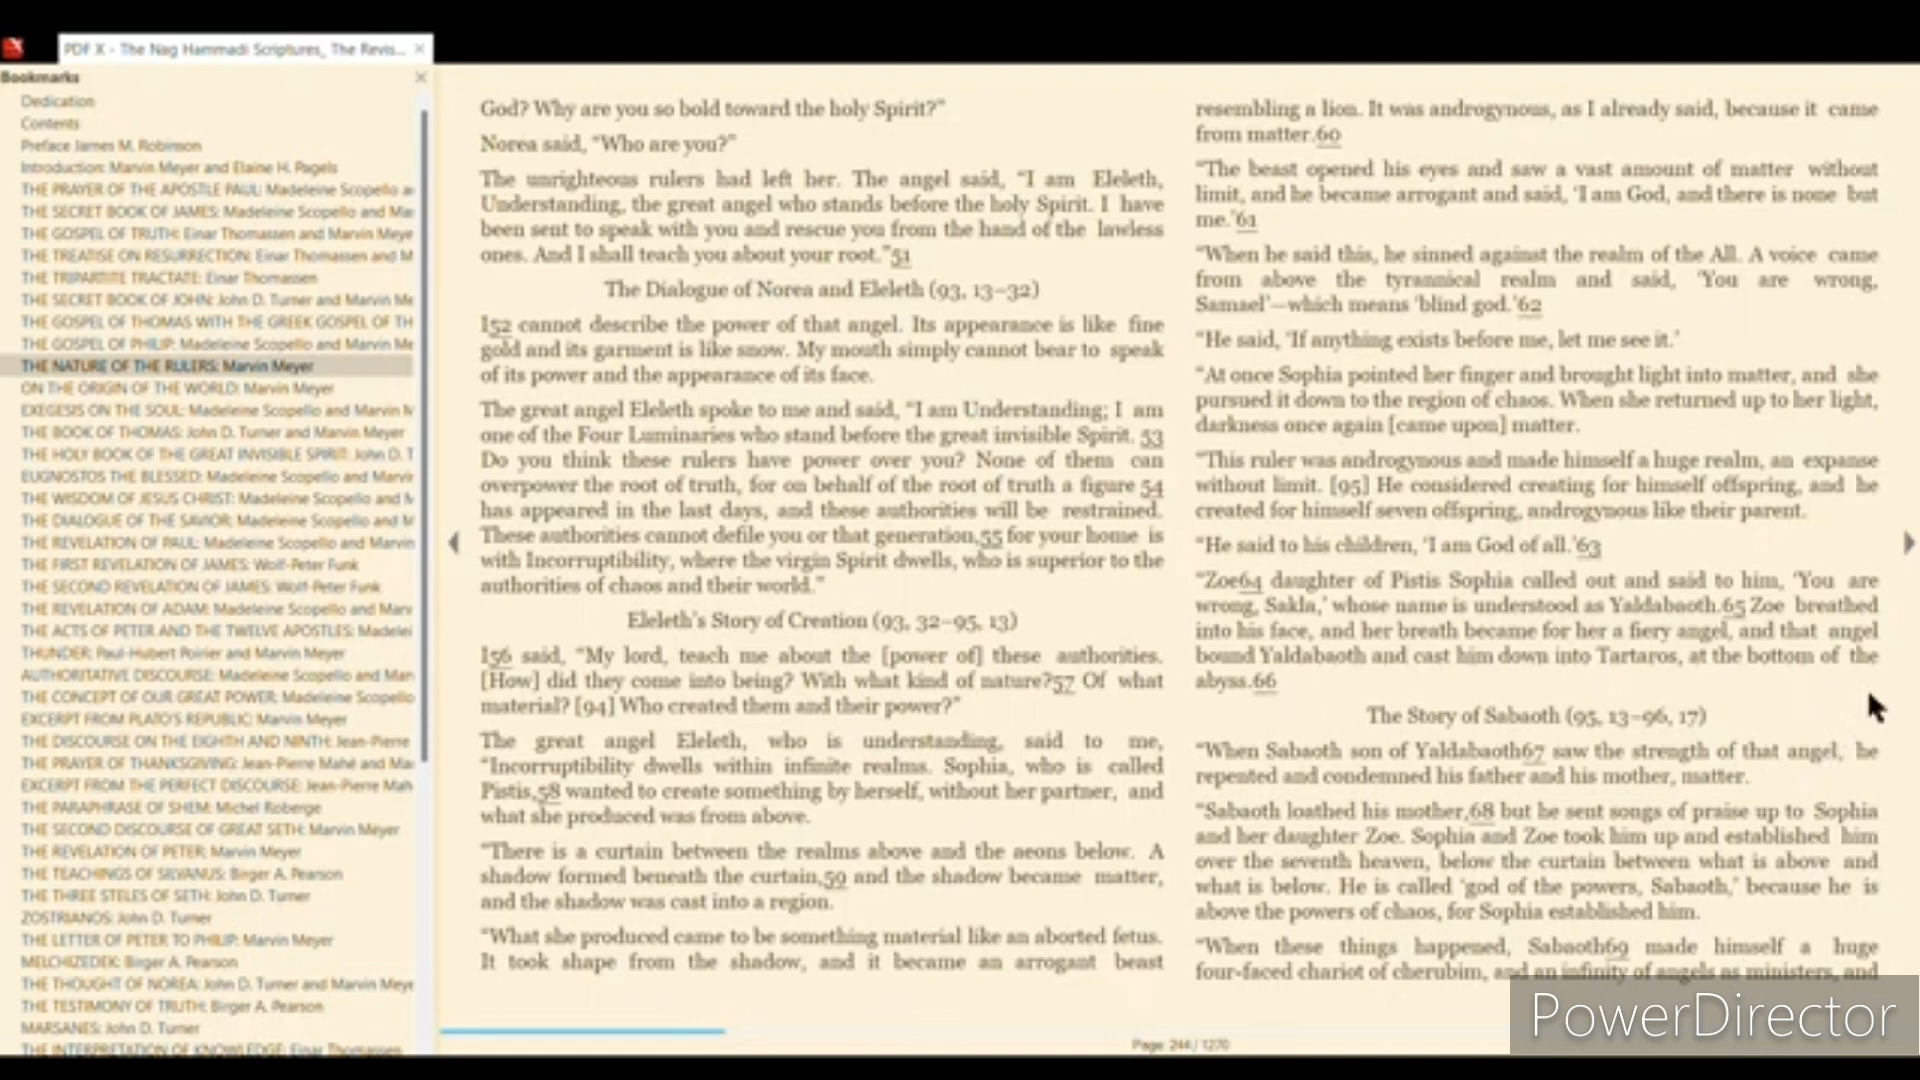 PDF X - The Nag Hammadi Scriptures_ The Revis...
Bookmarks
Dedication
Contents
Preface James M. Robinson
Introduction: Marvin Meyer and Elaine H. Pagels
THE PRAYER OF THE APOSTLE PAUL: Madeleine Scopello a
THE SECRET BOOK OF JAMES: Madeleine Scopello and Ma
THE GOSPEL OF TRUTH: Einar Thomassen and Marvin Meye
THE TREATISE ON RESURRECTION: Einar Thomassen and M
THE TRIPARTITE TRACTATE: Einar Thomassen
THE SECRET BOOK OF JOHN: John D. Turner and Marvin Me
THE GOSPEL OF THOMAS WITH THE GREEK GOSPEL OF TH
THE GOSPEL OF PHILIP: Madeleine Scopello and Marvin Me
THE NATURE OF THE RULERS: Marvin Meyer
ON THE ORIGIN OF THE WORLD: Marvin Meyer
EXEGESIS ON THE SOUL: Madeleine Scopello and Marvin M
THE BOOK OF THOMAS: John D. Turner and Marvin Meyer
THE HOLY BOOK OF THE GREAT INVISIBLE SPIRIT: John D. T
EUGNOSTOS THE BLESSED: Madeleine Scopello and Marvin
THE WISDOM OF JESUS CHRIST: Madeleine Scopello and M
THE DIALOGUE OF THE SAVIOR: Madeleine Scopello and M
THE REVELATION OF PAUL: Madeleine Scopello and Marvin
THE FIRST REVELATION OF JAMES: Wolf-Peter Funk
THE SECOND REVELATION OF JAMES: Wolf-Peter Funk
THE REVELATION OF ADAM: Madeleine Scopello and Marv
THE ACTS OF PETER AND THE TWELVE APOSTLES: Madelei
THUNDER: Paul-Hubert Poirier and Marvin Meyer
AUTHORITATIVE DISCOURSE: Madeleine Scopello and Mar
THE CONCEPT OF OUR GREAT POWER: Madeleine Scopello
EXCERPT FROM PLATO'S REPUBLIC: Marvin Meyer
THE DISCOURSE ON THE EIGHTH AND NINTH: Jean-Pierre
THE PRAYER OF THANKSGIVING: Jean-Pierre Mahé and Ma
EXCERPT FROM THE PERFECT DISCOURSE: Jean-Pierre Mah
THE PARAPHRASE OF SHEM: Michel Roberge
THE SECOND DISCOURSE OF GREAT SETH: Marvin Meyer
THE REVELATION OF PETER: Marvin Meyer
THE TEACHINGS OF SILVANUS: Birger A. Pearson
THE THREE STELES OF SETH: John D. Turner
ZOSTRIANOS: John D. Turner
THE LETTER OF PETER TO PHILIP: Marvin Meyer
MELCHIZEDEK: Birger A. Pearson
THE THOUGHT OF NOREA: John D. Turner and Marvin Meye
THE TESTIMONY OF TRUTH: Birger A. Pearson
MARSANES: John D. Turner
THE INTERPRETATION OF KNOWLEDGE: Einar Thomassen
God? Why are you so bold toward the holy Spirit?”
Norea said, “Who are you?”
The unrighteous rulers had left her. The angel said, “I am Eleleth,
Understanding, the great angel who stands before the holy Spirit. I have
been sent to speak with you and rescue you from the hand of the lawless
ones. And I shall teach you about your root.”51
The Dialogue of Norea and Eleleth (93, 13–32)
I52 cannot describe the power of that angel. Its appearance is like fine
gold and its garment is like snow. My mouth simply cannot bear to speak
of its power and the appearance of its face.
The great angel Eleleth spoke to me and said, “I am Understanding; I am
one of the Four Luminaries who stand before the great invisible Spirit. 53
Do you think these rulers have power over you? None of them can
overpower the root of truth, for on behalf of the root of truth a figure 54
has appeared in the last days, and these authorities will be restrained.
These authorities cannot defile you or that generation,55 for your home is
with Incorruptibility, where the virgin Spirit dwells, who is superior to the
authorities of chaos and their world.”
Eleleth’s Story of Creation (93, 32–95, 13)
I56 said, “My lord, teach me about the [power of] these authorities.
[How] did they come into being? With what kind of nature?57 Of what
material? [94] Who created them and their power?”
The great angel Eleleth, who is understanding, said to me,
“Incorruptibility dwells within infinite realms. Sophia, who is called
Pistis,58 wanted to create something by herself, without her partner, and
what she produced was from above.
“There is a curtain between the realms above and the aeons below. A
shadow formed beneath the curtain,59 and the shadow became matter,
and the shadow was cast into a region.
“What she produced came to be something material like an aborted fetus.
It took shape from the shadow, and it became an arrogant beast
resembling a lion. It was androgynous, as I already said, because it came
from matter.60
“The beast opened his eyes and saw a vast amount of matter without
limit, and he became arrogant and said, ‘I am God, and there is none but
me.’61
“When he said this, he sinned against the realm of the All. A voice came
from above the tyrannical realm and said, ‘You are wrong,
Samael’—which means ‘blind god.’62
“He said, ‘If anything exists before me, let me see it.’
“At once Sophia pointed her finger and brought light into matter, and she
pursued it down to the region of chaos. When she returned up to her light,
darkness once again [came upon] matter.
“This ruler was androgynous and made himself a huge realm, an expanse
without limit. [95] He considered creating for himself offspring, and he
created for himself seven offspring, androgynous like their parent.
“He said to his children, ‘I am God of all.’63
“Zoe64 daughter of Pistis Sophia called out and said to him, ‘You are
wrong, Sakla,’ whose name is understood as Yaldabaoth.65 Zoe breathed
into his face, and her breath became for her a fiery angel, and that angel
bound Yaldabaoth and cast him down into Tartaros, at the bottom of the
abyss.66
The Story of Sabaoth (95, 13–96, 17)
“When Sabaoth son of Yaldabaoth67 saw the strength of that angel, he
repented and condemned his father and his mother, matter.
“Sabaoth loathed his mother,68 but he sent songs of praise up to Sophia
and her daughter Zoe. Sophia and Zoe took him up and established him
over the seventh heaven, below the curtain between what is above and
what is below. He is called ‘god of the powers, Sabaoth,’ because he is
above the powers of chaos, for Sophia established him.
“When these things happened, Sabaoth69 made himself a huge
four-faced chariot of cherubim, and an infinity of angels as ministers, and
Page: 244 / 1270
PowerDirector